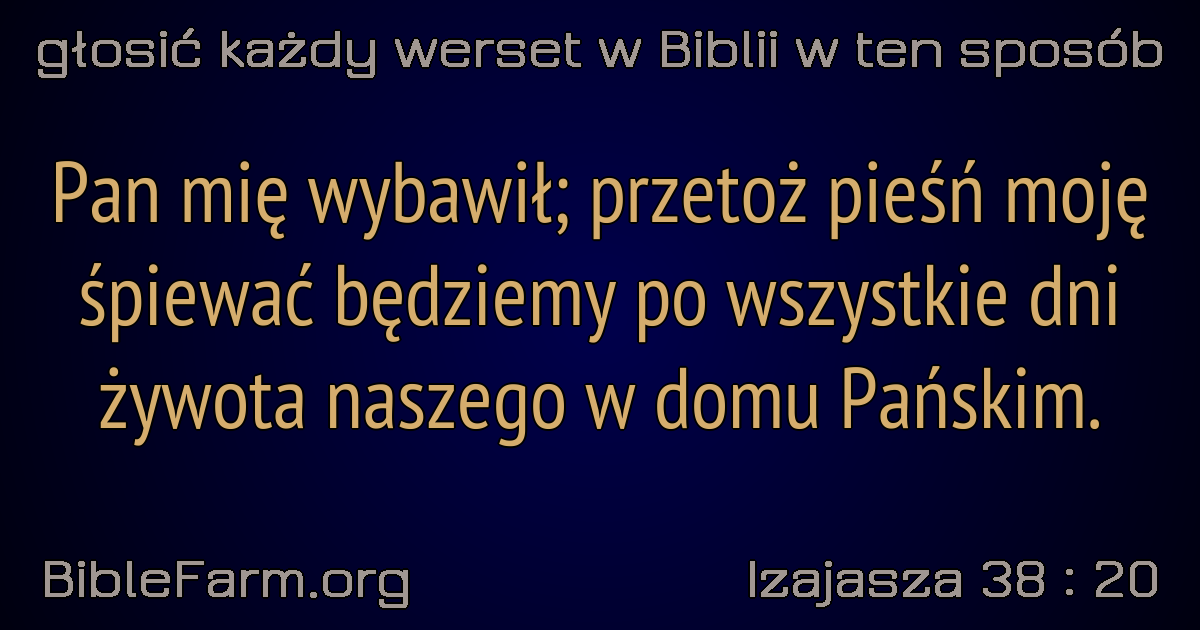 głosić każdy werset w Biblii w ten sposób
Pan mię wybawił; przetoż pieśń moję
śpiewać będziemy po wszystkie dni
żywota naszego w domu Pańskim.
BibleFarm.org
Izajasza 38 : 20